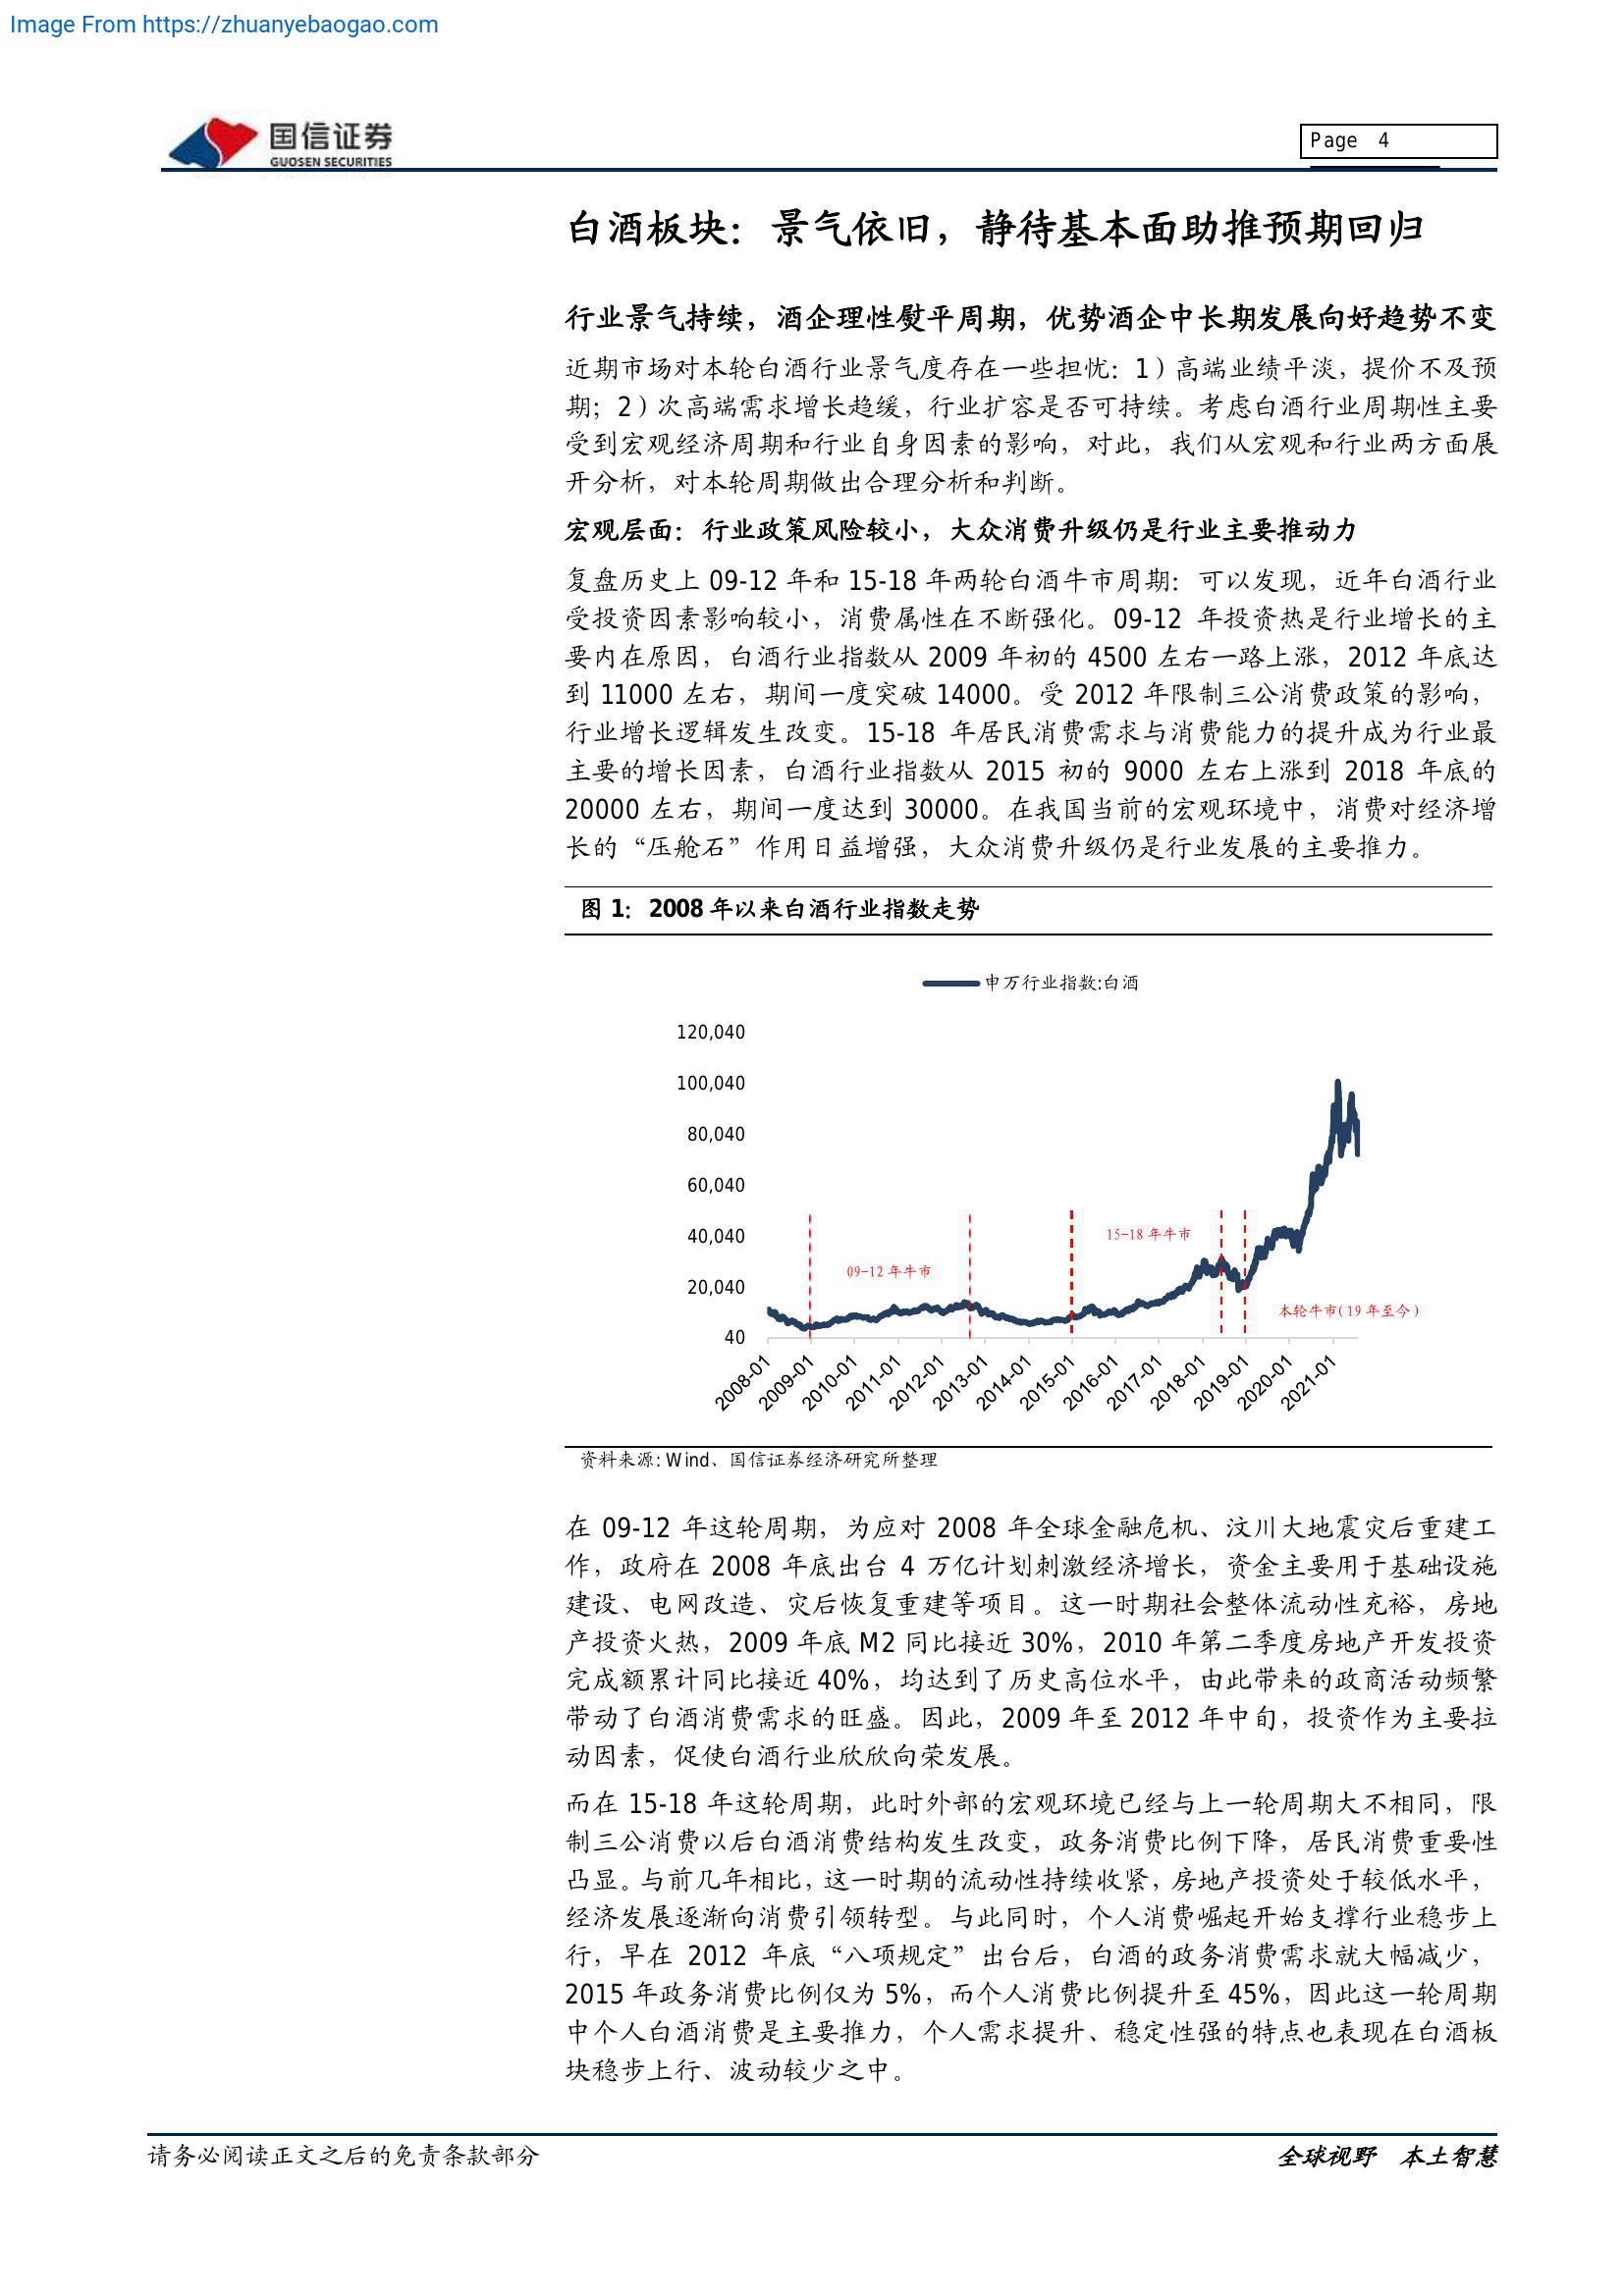 Image From https://zhuanyebaogao.com
国信证券
GUOSEN SECURITIES
Page 4
白酒板块：景气依旧，静待基本面助推预期回归
行业景气持续，酒企理性熨平周期，优势酒企中长期发展向好趋势不变
近期市场对本轮白酒行业景气度存在一些担忧：1）高端业绩平淡，提价不及预
期；2）次高端需求增长趋缓，行业扩容是否可持续。考虑白酒行业周期性主要
受到宏观经济周期和行业自身因素的影响，对此，我们从宏观和行业两方面展
开分析，对本轮周期做出合理分析和判断。
宏观层面：行业政策风险较小，大众消费升级仍是行业主要推动力
复盘历史上 09-12 年和 15-18 年两轮白酒牛市周期：可以发现，近年白酒行业
受投资因素影响较小，消费属性在不断强化。09-12 年投资热是行业增长的主
要内在原因，白酒行业指数从 2009 年初的 4500 左右一路上涨，2012 年底达
到 11000 左右，期间一度突破 14000。受 2012 年限制三公消费政策的影响，
行业增长逻辑发生改变。15-18 年居民消费需求与消费能力的提升成为行业最
主要的增长因素，白酒行业指数从 2015 初的 9000 左右上涨到 2018 年底的
20000 左右，期间一度达到 30000。在我国当前的宏观环境中，消费对经济增
长的“压舱石”作用日益增强，大众消费升级仍是行业发展的主要推力。
图 1：2008 年以来白酒行业指数走势
申万行业指数:白酒
120,040
100,040
80,040
60,040
40,040
20,040
40
15-18 年牛市
09-12 年牛市
本轮牛市(19 年至今)
2008-01
2009-01
2010-01
2011-01
2012-01
2013-01
2014-01
2015-01
2016-01
2017-01
2018-01
2019-01
2020-01
2021-01
资料来源: Wind、国信证券经济研究所整理
在 09-12 年这轮周期，为应对 2008 年全球金融危机、汶川大地震灾后重建工
作，政府在 2008 年底出台 4 万亿计划刺激经济增长，资金主要用于基础设施
建设、电网改造、灾后恢复重建等项目。这一时期社会整体流动性充裕，房地
产投资火热，2009 年底 M2 同比接近 30%，2010 年第二季度房地产开发投资
完成额累计同比接近 40%，均达到了历史高位水平，由此带来的政商活动频繁
带动了白酒消费需求的旺盛。因此，2009 年至 2012 年中旬，投资作为主要拉
动因素，促使白酒行业欣欣向荣发展。
而在 15-18 年这轮周期，此时外部的宏观环境已经与上一轮周期大不相同，限
制三公消费以后白酒消费结构发生改变，政务消费比例下降，居民消费重要性
凸显。与前几年相比，这一时期的流动性持续收紧，房地产投资处于较低水平，
经济发展逐渐向消费引领转型。与此同时，个人消费崛起开始支撑行业稳步上
行，早在 2012 年底“八项规定”出台后，白酒的政务消费需求就大幅减少，
2015 年政务消费比例仅为 5%，而个人消费比例提升至 45%，因此这一轮周期
中个人白酒消费是主要推力，个人需求提升、稳定性强的特点也表现在白酒板
块稳步上行、波动较少之中。
请务必阅读正文之后的免责条款部分
全球视野 本土智慧